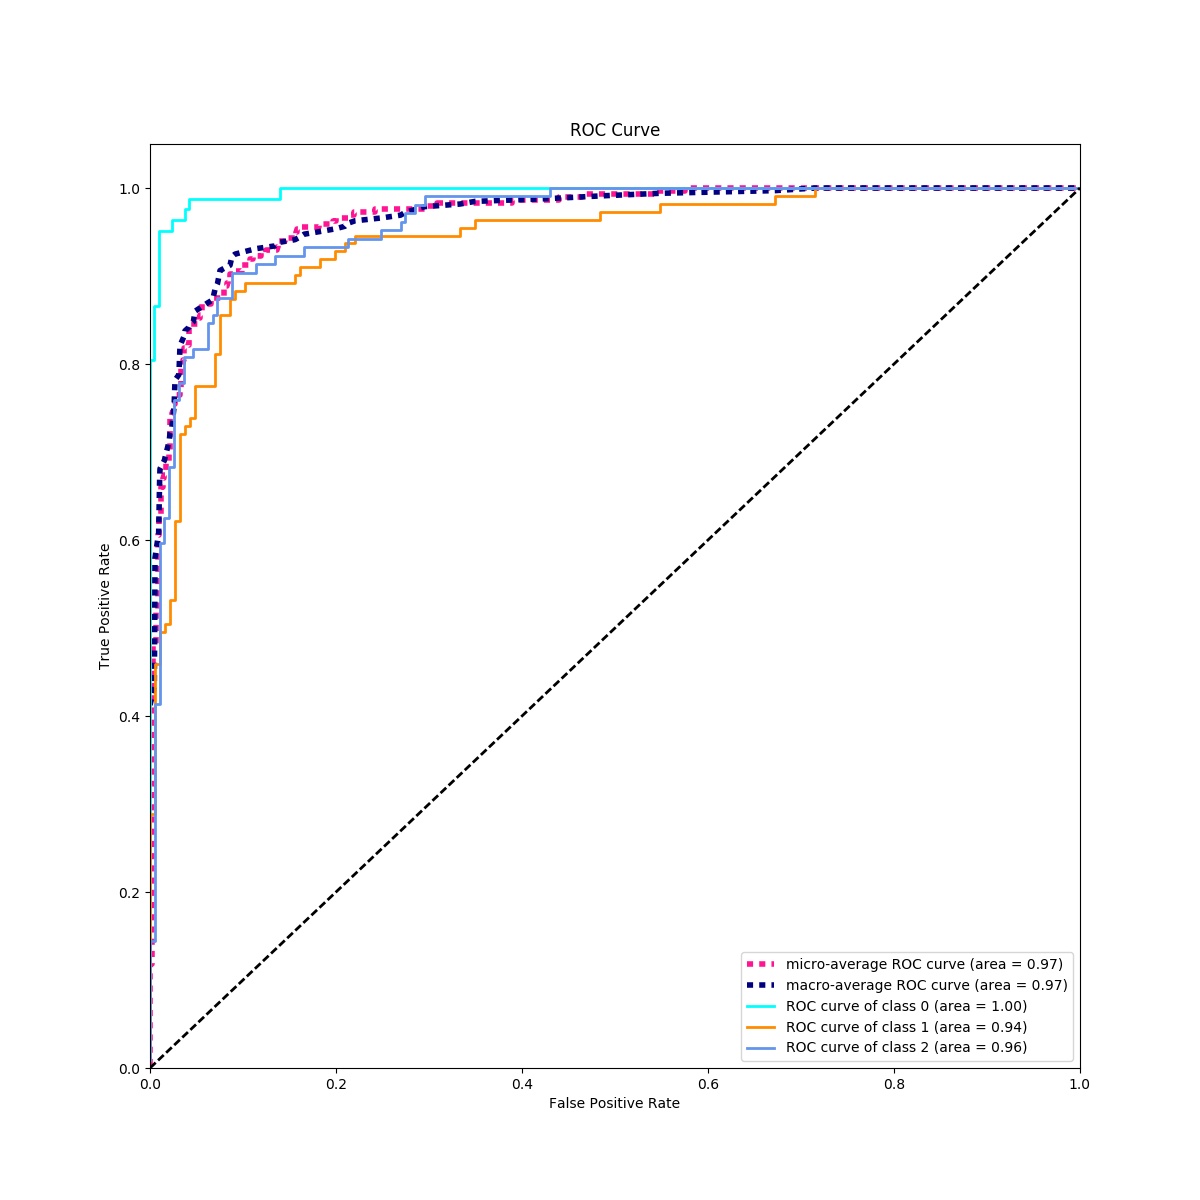 ROC Curve
1.0
0.8
0.6
0.4
0.2
0.0
True Positive Rate
0.0 0.2 0.4 0.6 0.8 1.0
False Positive Rate
micro-average ROC curve (area = 0.97)
macro-average ROC curve (area = 0.97)
ROC curve of class 0 (area = 1.00)
ROC curve of class 1 (area = 0.94)
ROC curve of class 2 (area = 0.96)